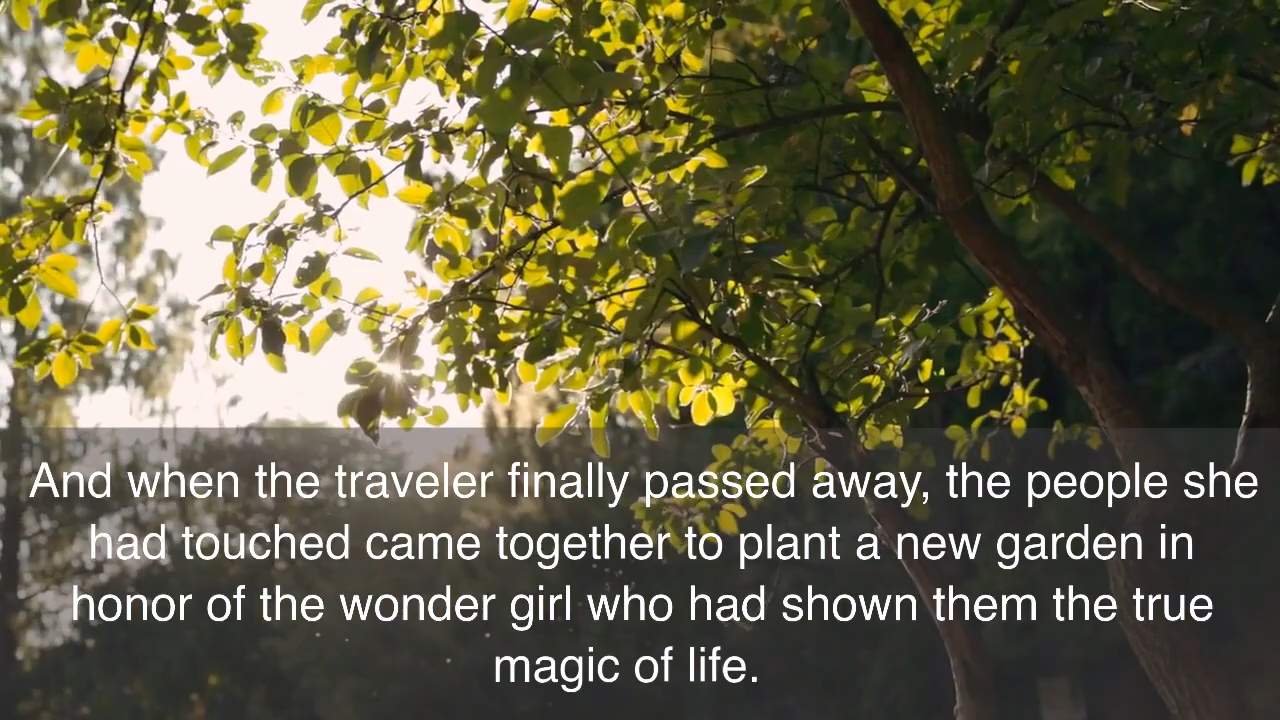 And when the traveler finally passed away, the people she
had touched came together to plant a new garden in
honor of the wonder girl who had shown them the true
magic of life.